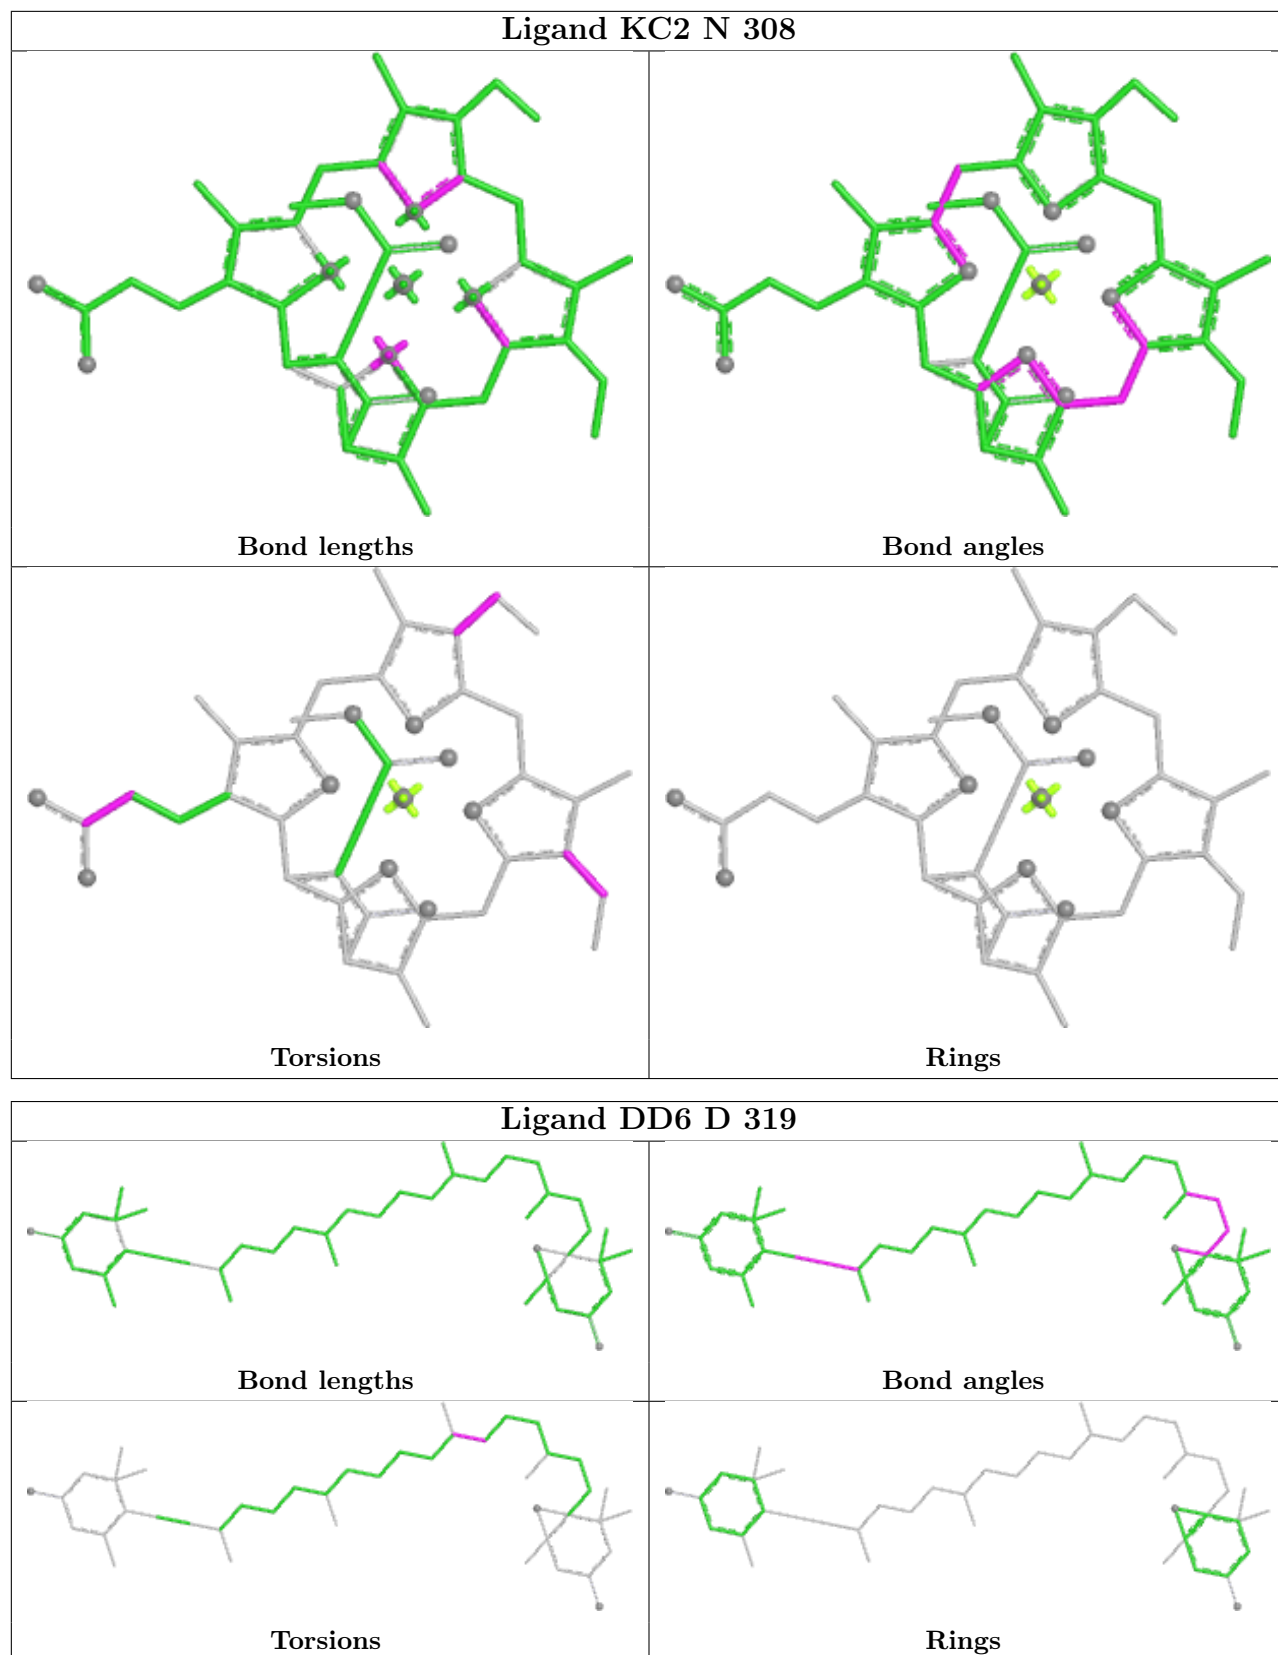 Ligand KC2 N 308
Bond lengths
Bond angles
Torsions
Rings
Ligand DD6 D 319
Bond lengths
Bond angles
Torsions
Rings